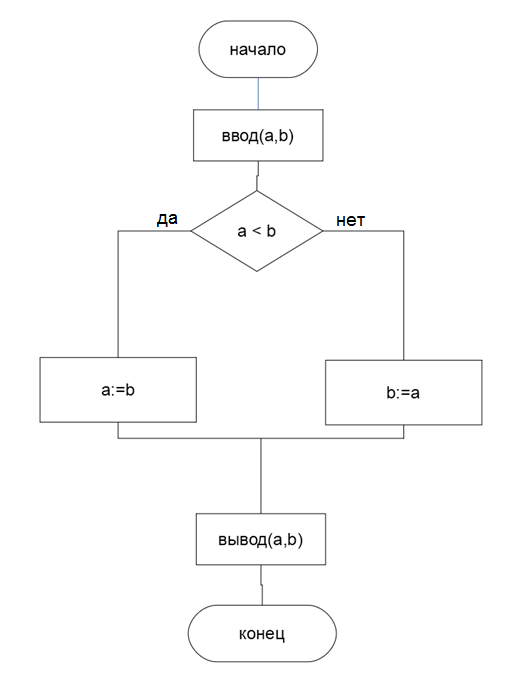 начало
ввод(a,b)
да
a < b
нет
a:=b
b:=a
вывод(a,b)
конец